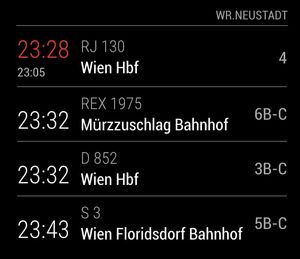 WR.NEUSTADT
23:28 RJ 130 4
23:05 Wien Hbf
REX 1975 6B-C
23:32 Mürzzuschlag Bahnhof
D 852 3B-C
23:32 Wien Hbf
S 3 5B-C
23:43 Wien Floridsdorf Bahnhof